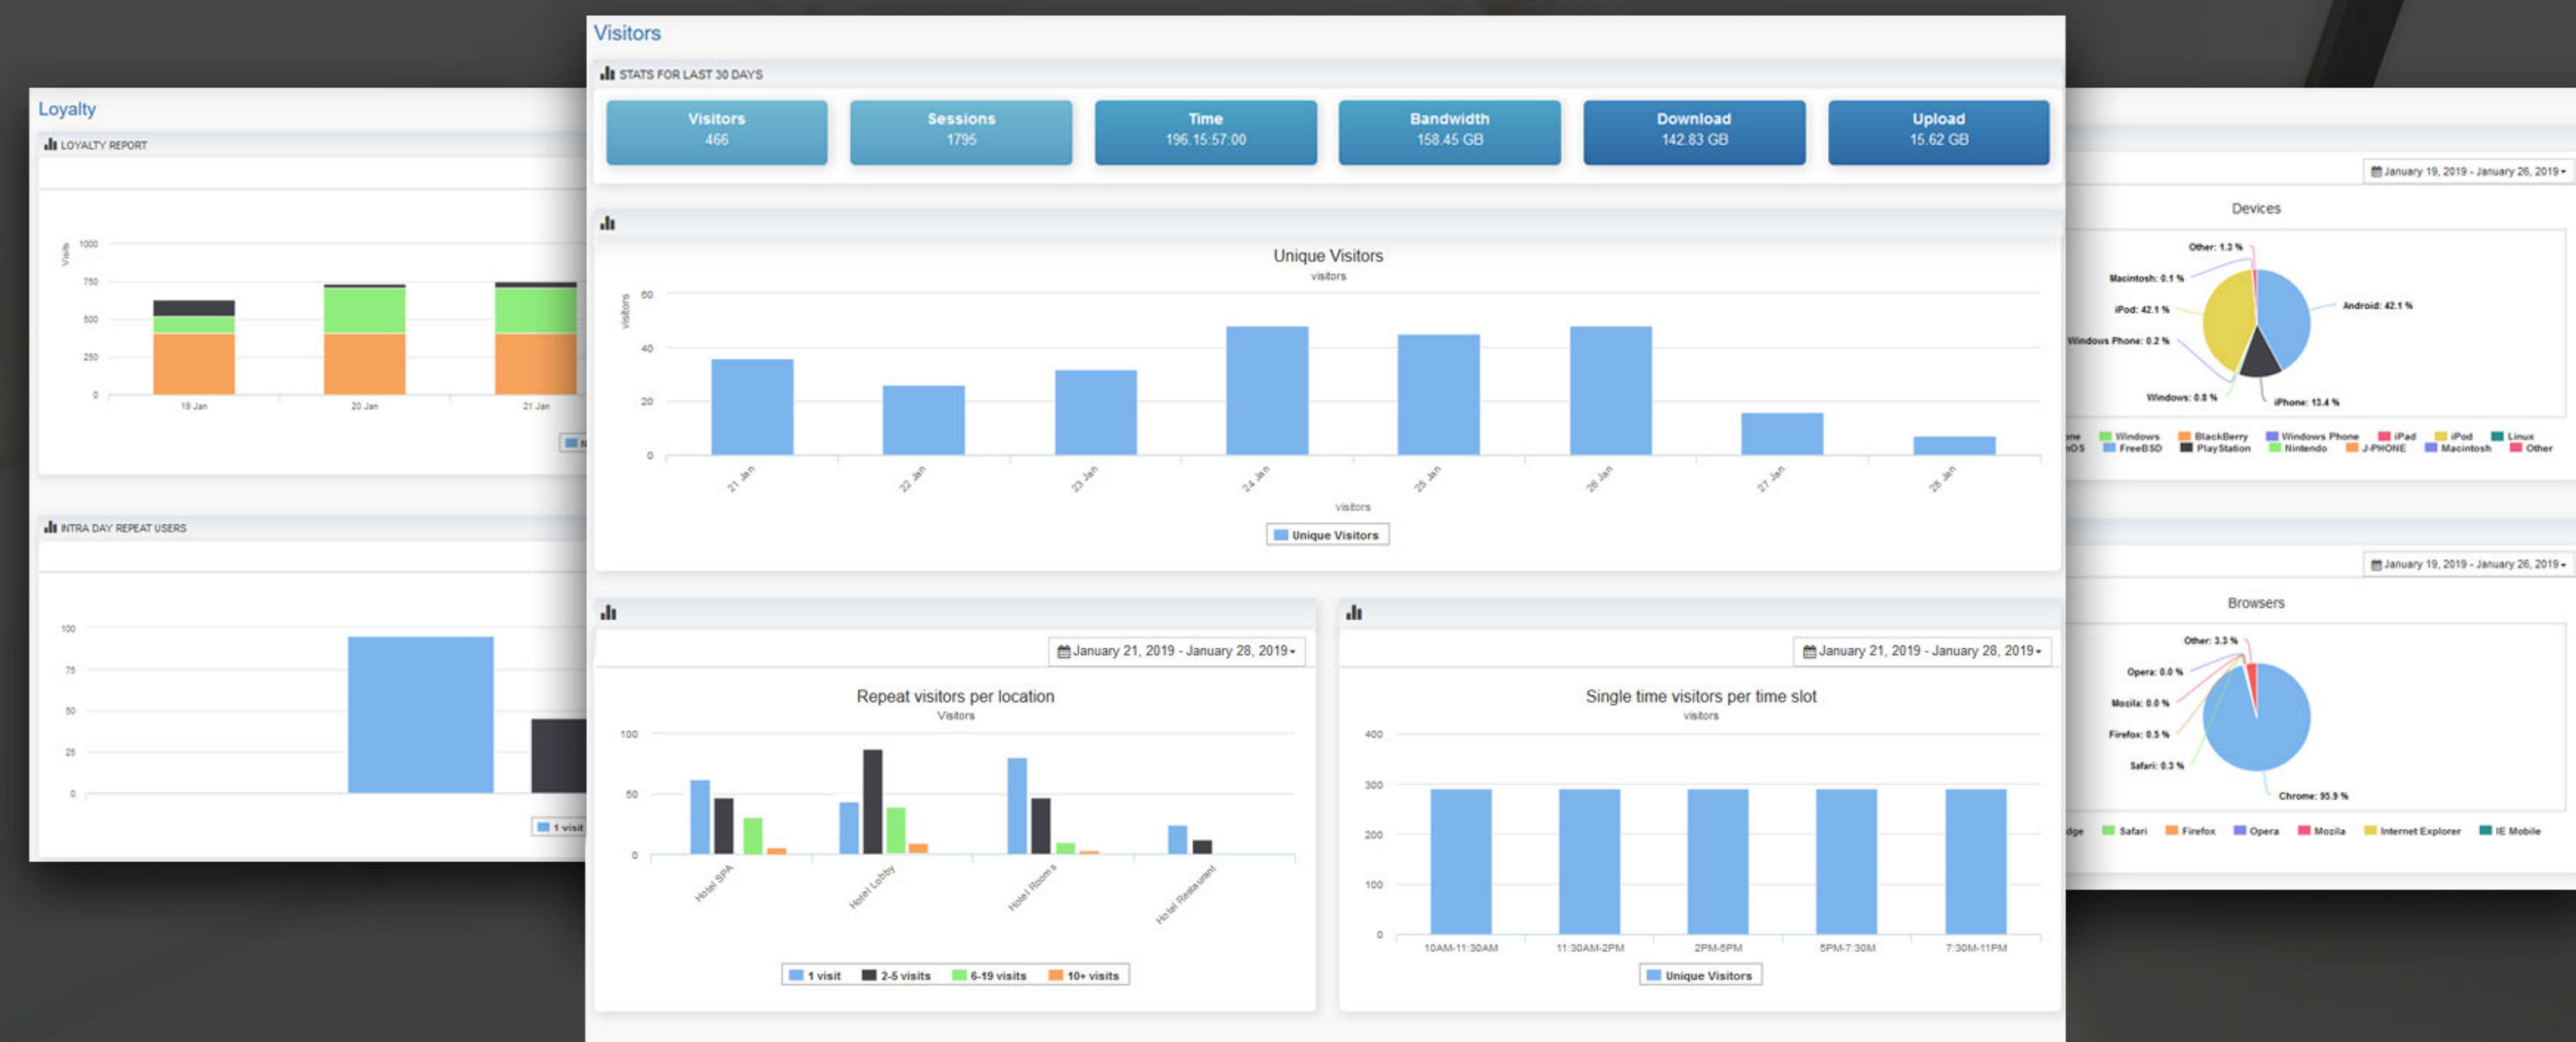 Loyalty
LOYALTY REPORT
Visits
1000
750
500
250
0
19 Jan
20 Jan
21 Jan
INTRA DAY REPEAT USERS
100
75
50
25
0
1 visit
Visitors
STATS FOR LAST 30 DAYS
Visitors
466
Sessions
1795
Time
196.15:57:00
Bandwidth
158.45 GB
Download
142.83 GB
Upload
15.62 GB
Unique Visitors
visitors
visitors
60
40
20
0
21 Jan
22 Jan
23 Jan
24 Jan
25 Jan
26 Jan
27 Jan
28 Jan
visitors
Unique Visitors
January 21, 2019 - January 28, 2019
Repeat visitors per location
Visitors
100
50
0
Hotel SPA
Hotel Lobby
Hotel Rooms
Hotel Restaurant
1 visit 2-5 visits 6-19 visits 10+ visits
January 21, 2019 - January 28, 2019
Single time visitors per time slot
visitors
400
300
200
100
0
10AM-11:30AM
11:30AM-2PM
2PM-5PM
5PM-7:30M
7:30M-11PM
Unique Visitors
January 19, 2019 - January 26, 2019
Devices
Other: 1.3 %
Macintosh: 0.1 %
iPod: 42.1 %
Android: 42.1 %
Windows Phone: 0.2 %
Windows: 0.8 %
iPhone: 13.4 %
Windows BlackBerry Windows Phone iPad iPod Linux
FreeBSD PlayStation Nintendo J-PHONE Macintosh Other
January 19, 2019 - January 26, 2019
Browsers
Other: 3.3 %
Opera: 0.0 %
Mozila: 0.0 %
Firefox: 0.5 %
Safari: 0.3 %
Chrome: 95.9 %
Safari Firefox Opera Mozila Internet Explorer IE Mobile